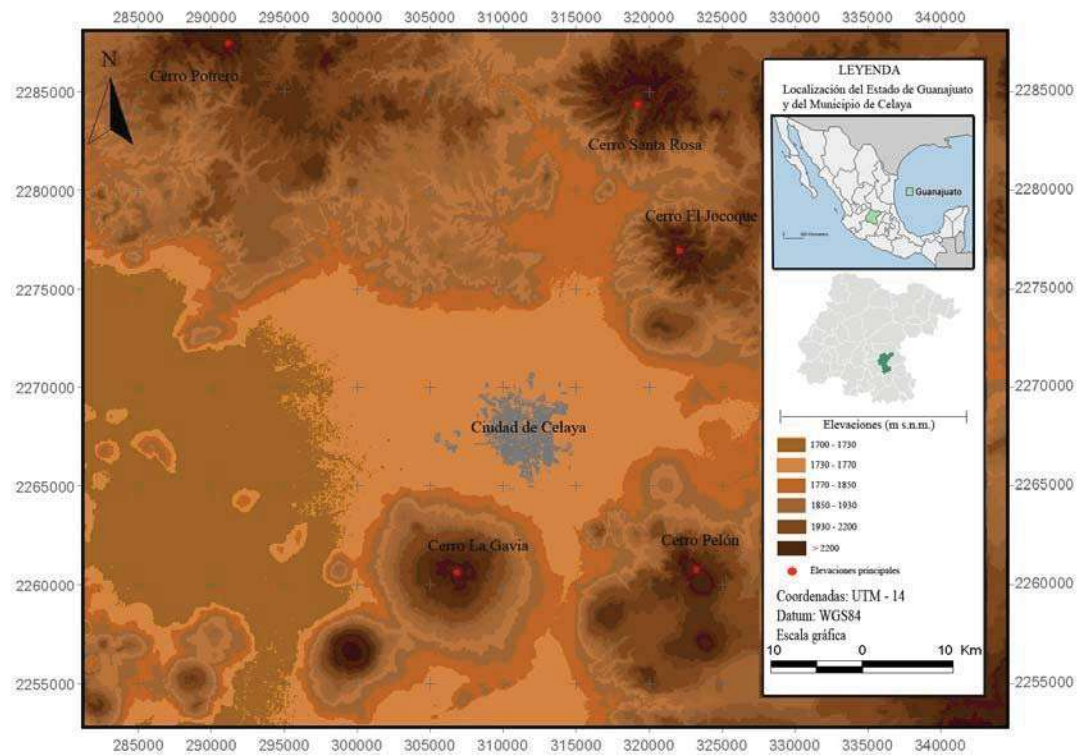 285000 290000 295000 300000 305000 310000 315000 320000 325000 330000 335000 340000
N
Cerro Potrero
2285000
Cerro Santa Rosa
2280000
Cerro El Jocoque
2275000
2270000
Ciudad de Celaya
2265000
Cerro La Gavia
Cerro Pelón
2260000
2255000
LEYENDA
Localización del Estado de Guanajuato
y del Municipio de Celaya
Guanajuato
Elevaciones (m s.n.m.)
1700 - 1730
1730 - 1770
1770 - 1850
1850 - 1930
1930 - 2200
> 2200
Elevaciones principales
Coordenadas: UTM - 14
Datum: WGS84
Escala gráfica
10 0 10 Km
2285000
2280000
2275000
2270000
2265000
2260000
2255000
285000 290000 295000 300000 305000 310000 315000 320000 325000 330000 335000 340000